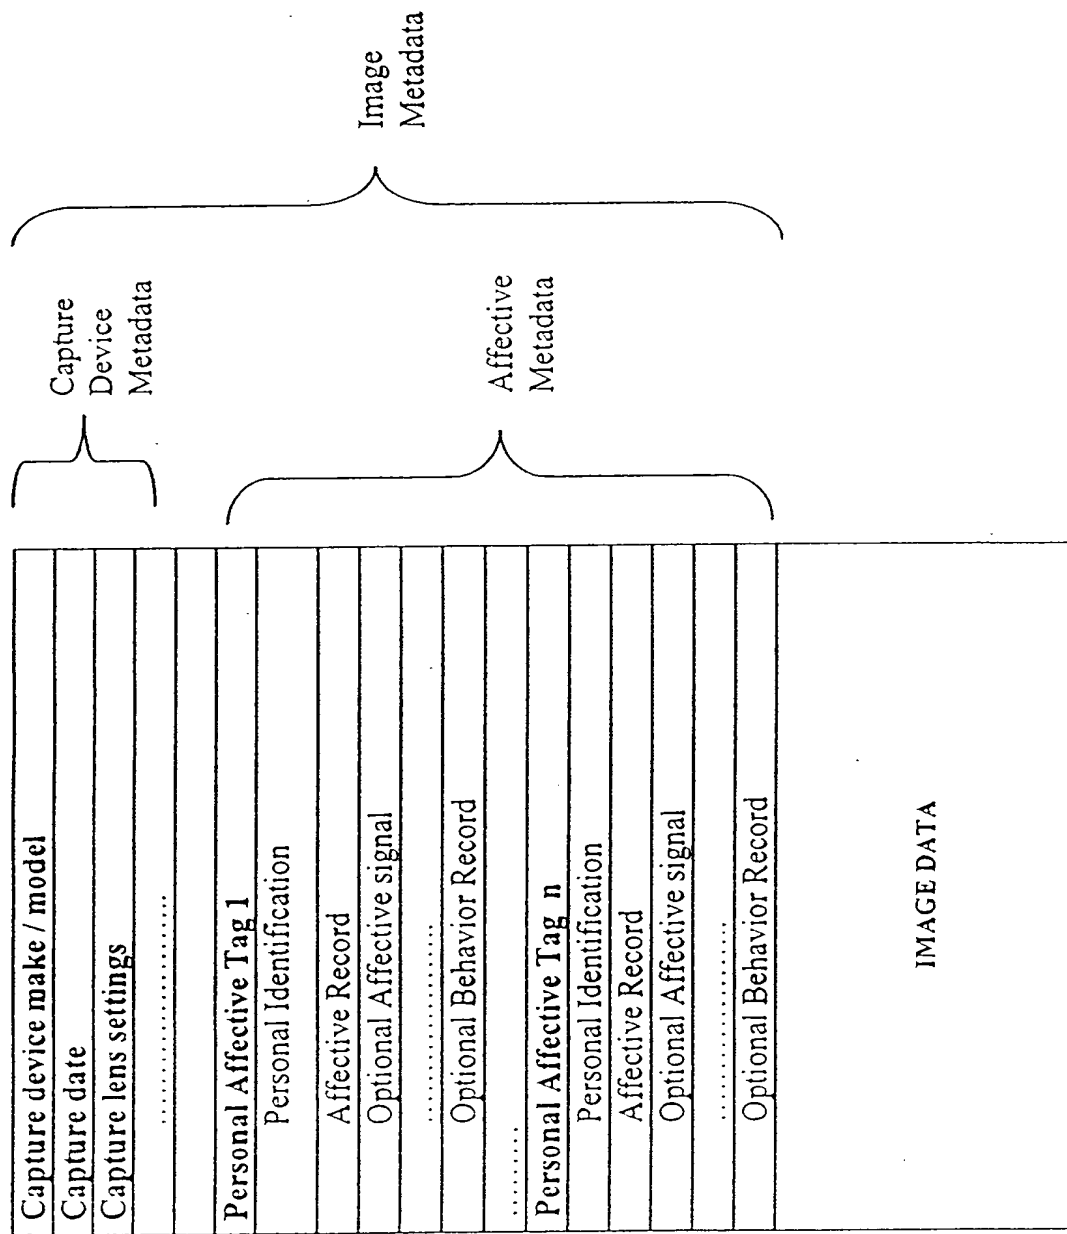 Capture device make / model
Capture date
Capture lens settings
....................
Personal Affective Tag 1
Personal Identification
Affective Record
Optional Affective signal
....................
Optional Behavior Record
.........
Personal Affective Tag n
Personal Identification
Affective Record
Optional Affective signal
....................
Optional Behavior Record
IMAGE DATA
Capture
Device
Metadata
Affective
Metadata
Image
Metadata